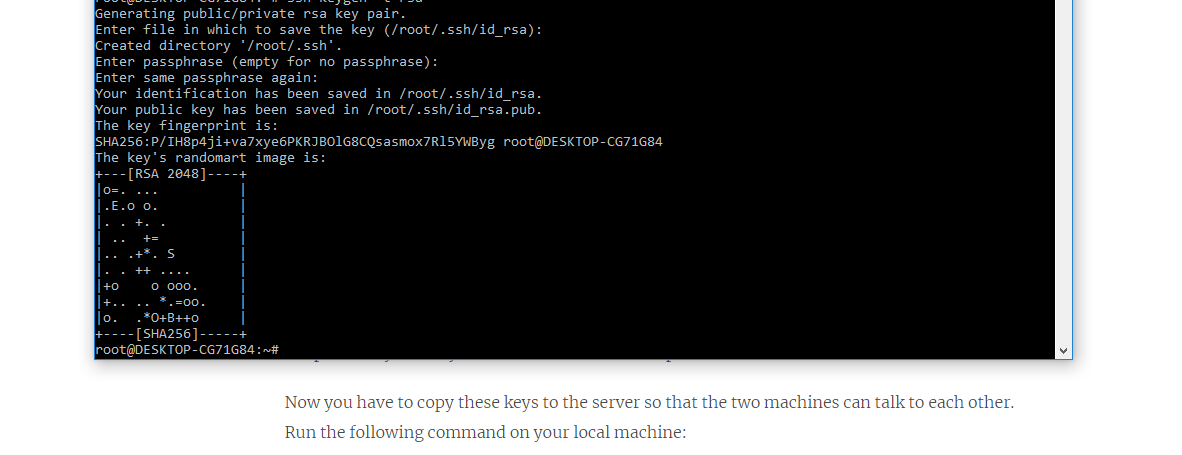 Generating public/private rsa key pair.
Enter file in which to save the key (/root/.ssh/id_rsa):
Created directory '/root/.ssh'.
Enter passphrase (empty for no passphrase):
Enter same passphrase again:
Your identification has been saved in /root/.ssh/id_rsa.
Your public key has been saved in /root/.ssh/id_rsa.pub.
The key fingerprint is:
SHA256:P/IH8p4ji+va7xye6PKRJBOlG8CQsasmox7Rl5YWByg root@DESKTOP-CG71G84
The key's randomart image is:
+---[RSA 2048]----+
|o=. ...          |
|.E.o o.          |
|. . +. .         |
| ..  +=          |
|.. .+*. S        |
|. . ++ ....      |
|+o    o ooo.     |
|+.. .. *.=oo.    |
|o.  .*O+B++o     |
+----[SHA256]-----+
root@DESKTOP-CG71G84:~#
Now you have to copy these keys to the server so that the two machines can talk to each other.
Run the following command on your local machine: